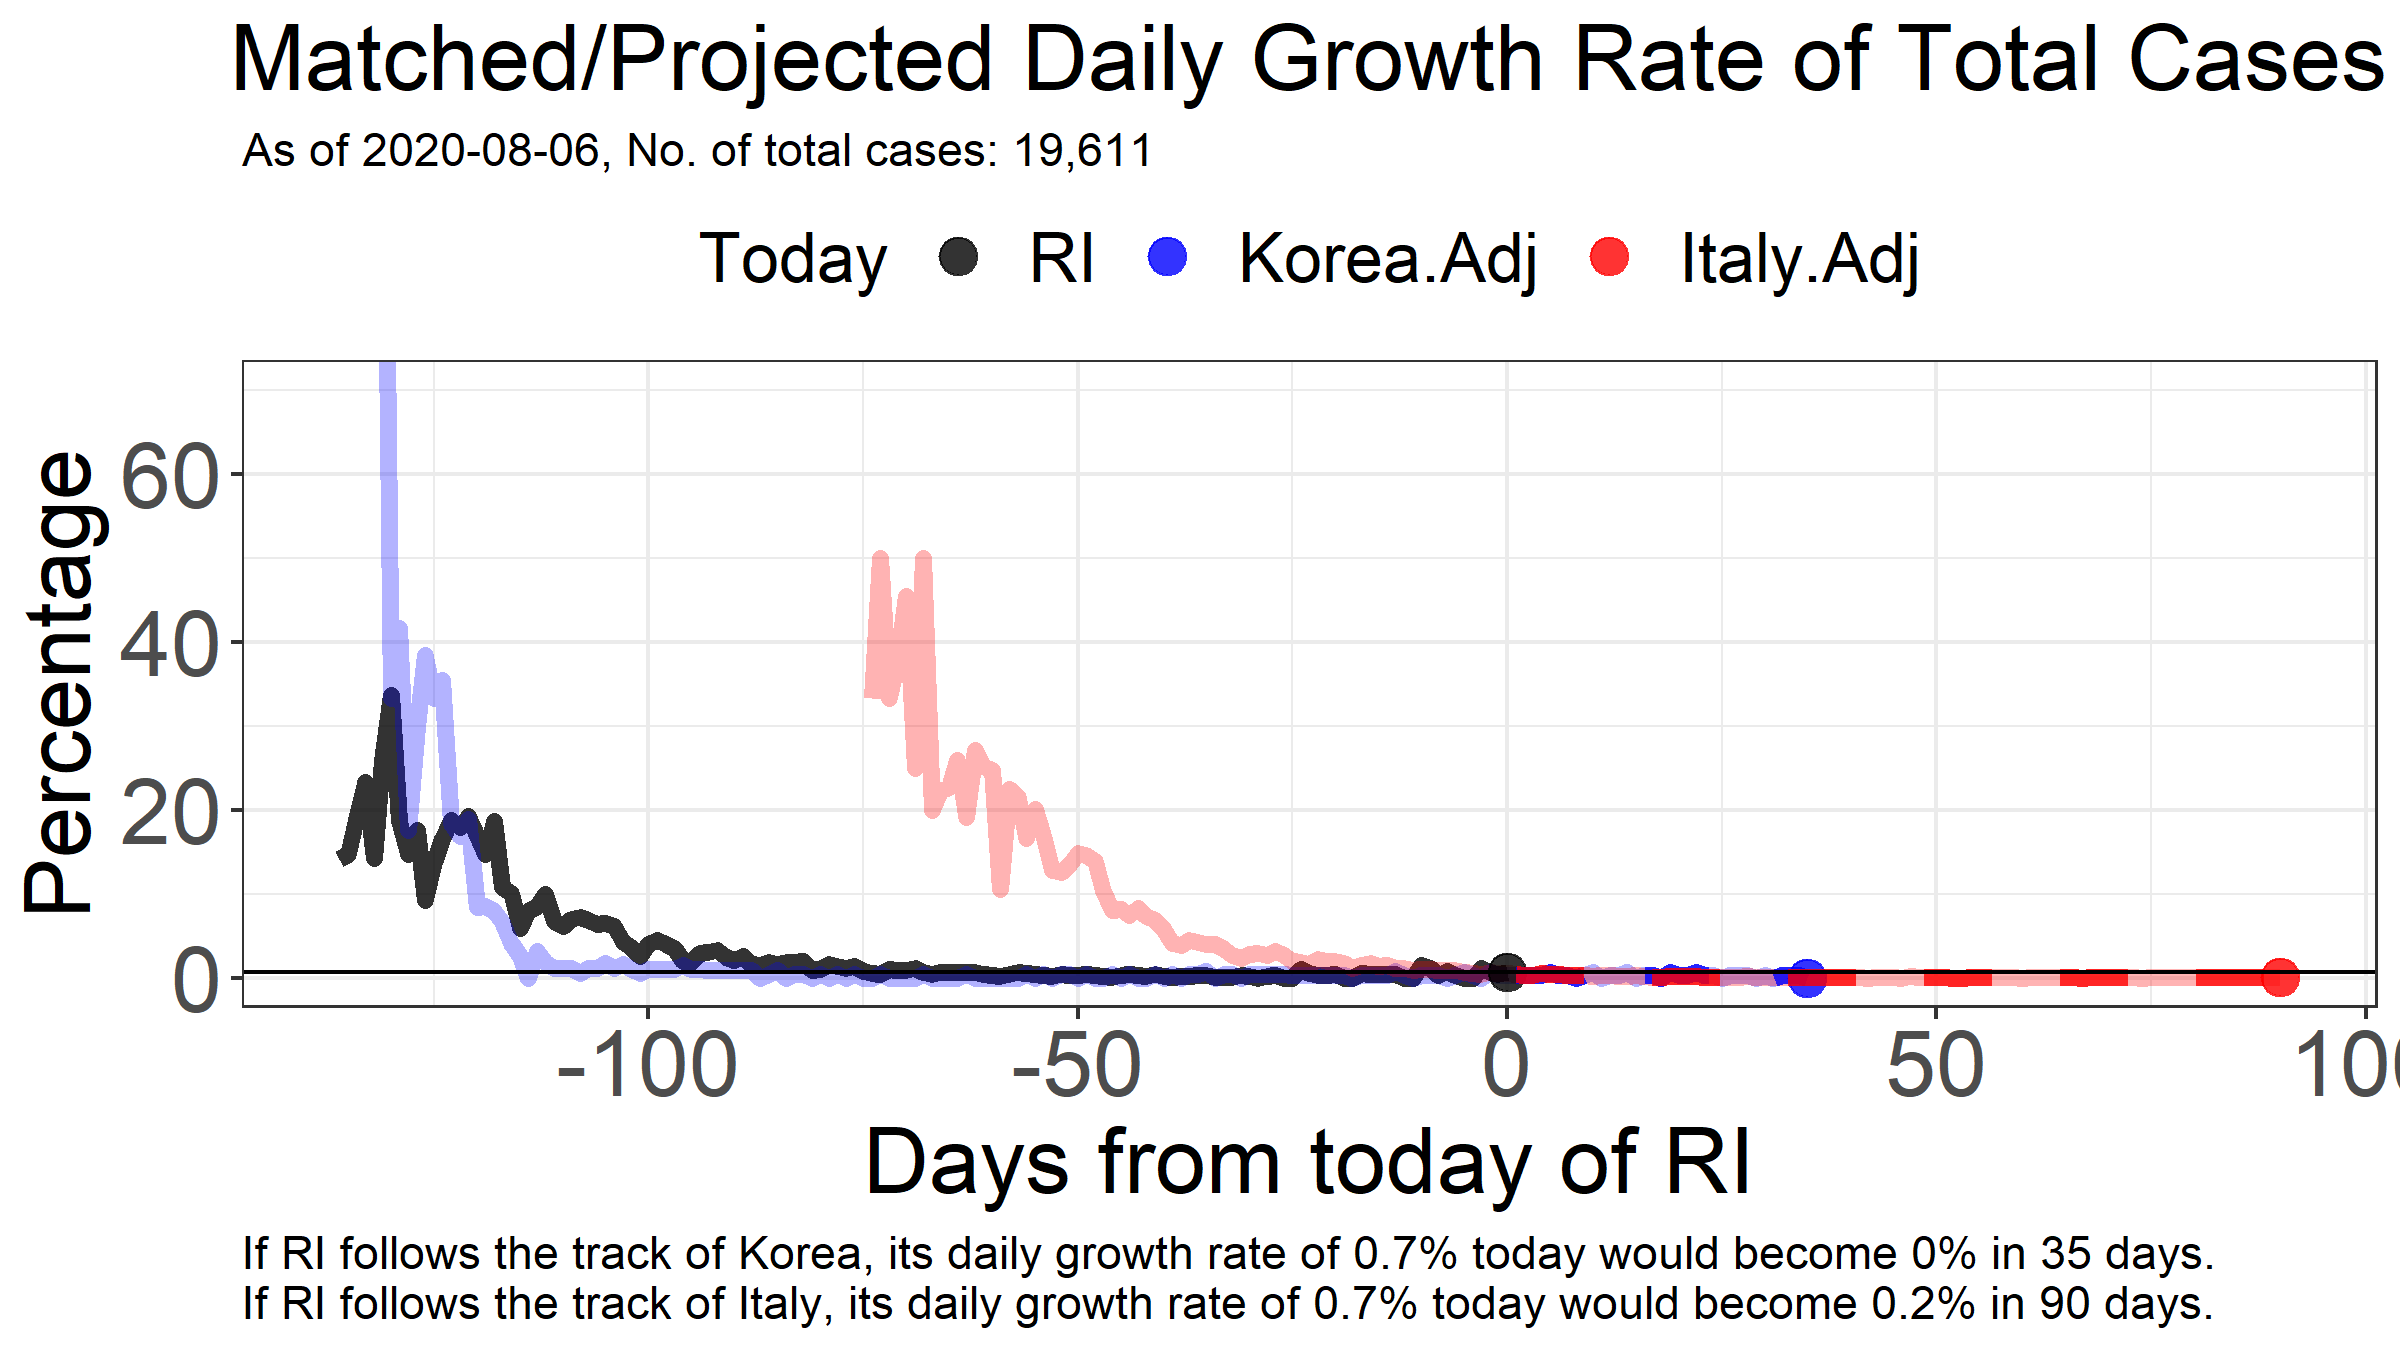 Matched/Projected Daily Growth Rate of Total Cases
As of 2020-08-06, No. of total cases: 19,611
Today RI Korea.Adj Italy.Adj
Percentage
60
40
20
0
-100 -50 0 50 100
Days from today of RI
If RI follows the track of Korea, its daily growth rate of 0.7% today would become 0% in 35 days.
If RI follows the track of Italy, its daily growth rate of 0.7% today would become 0.2% in 90 days.